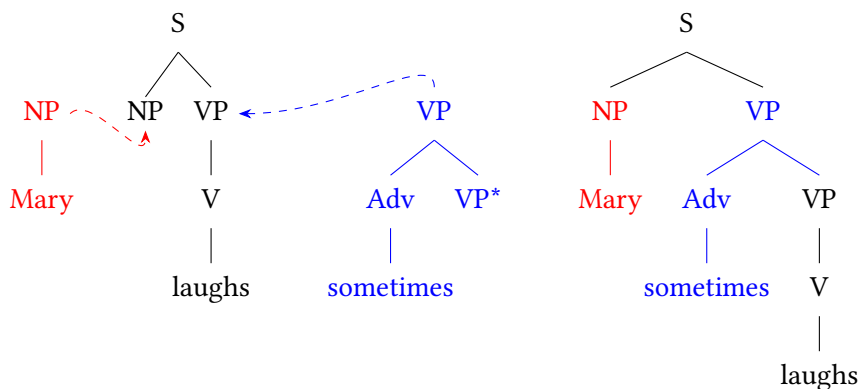 S S
NP NP VP VP NP VP
Mary V Adv VP* Mary Adv VP
laughs sometimes sometimes V
laughs